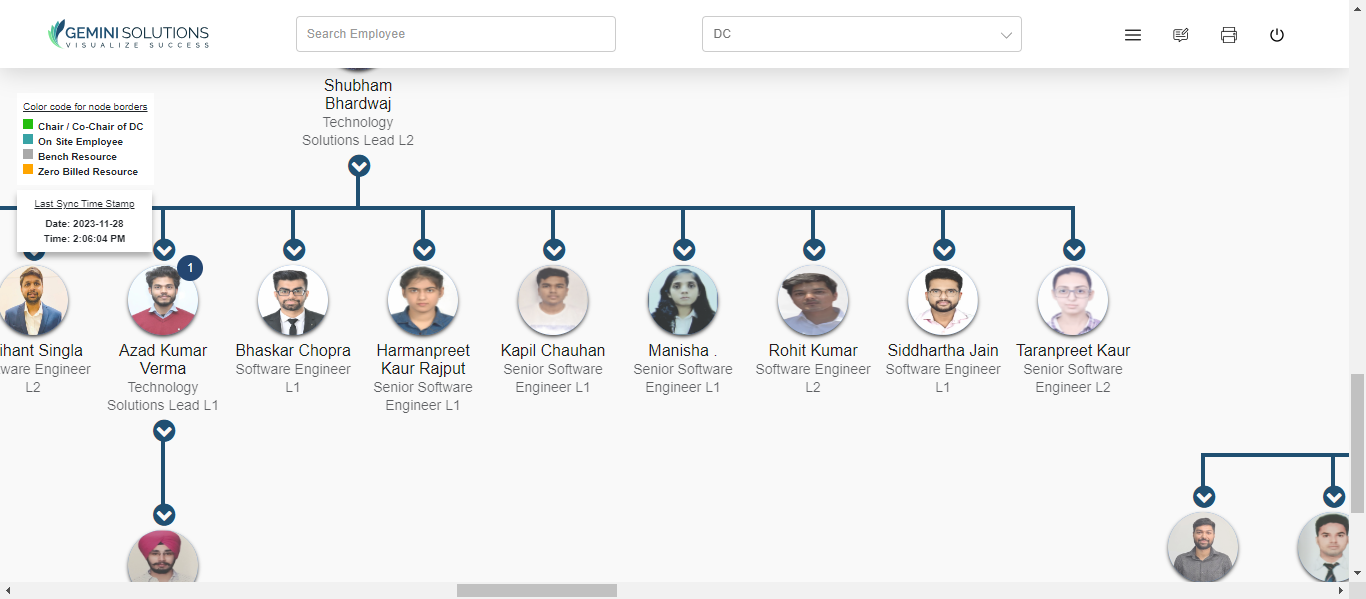 GEMINI SOLUTIONS
VISUALIZE SUCCESS
Search Employee
DC
Shubham
Bhardwaj
Technology
Solutions Lead L2
Color code for node borders
Chair / Co-Chair of DC
On Site Employee
Bench Resource
Zero Billed Resource
Last Sync Time Stamp
Date: 2023-11-28
Time: 2:06:04 PM
ihant Singla
ware Engineer
L2
1
Azad Kumar
Verma
Technology
Solutions Lead L1
Bhaskar Chopra
Software Engineer
L1
Harmanpreet
Kaur Rajput
Senior Software
Engineer L1
Kapil Chauhan
Senior Software
Engineer L1
Manisha .
Senior Software
Engineer L1
Rohit Kumar
Software Engineer
L2
Siddhartha Jain
Software Engineer
L1
Taranpreet Kaur
Senior Software
Engineer L2